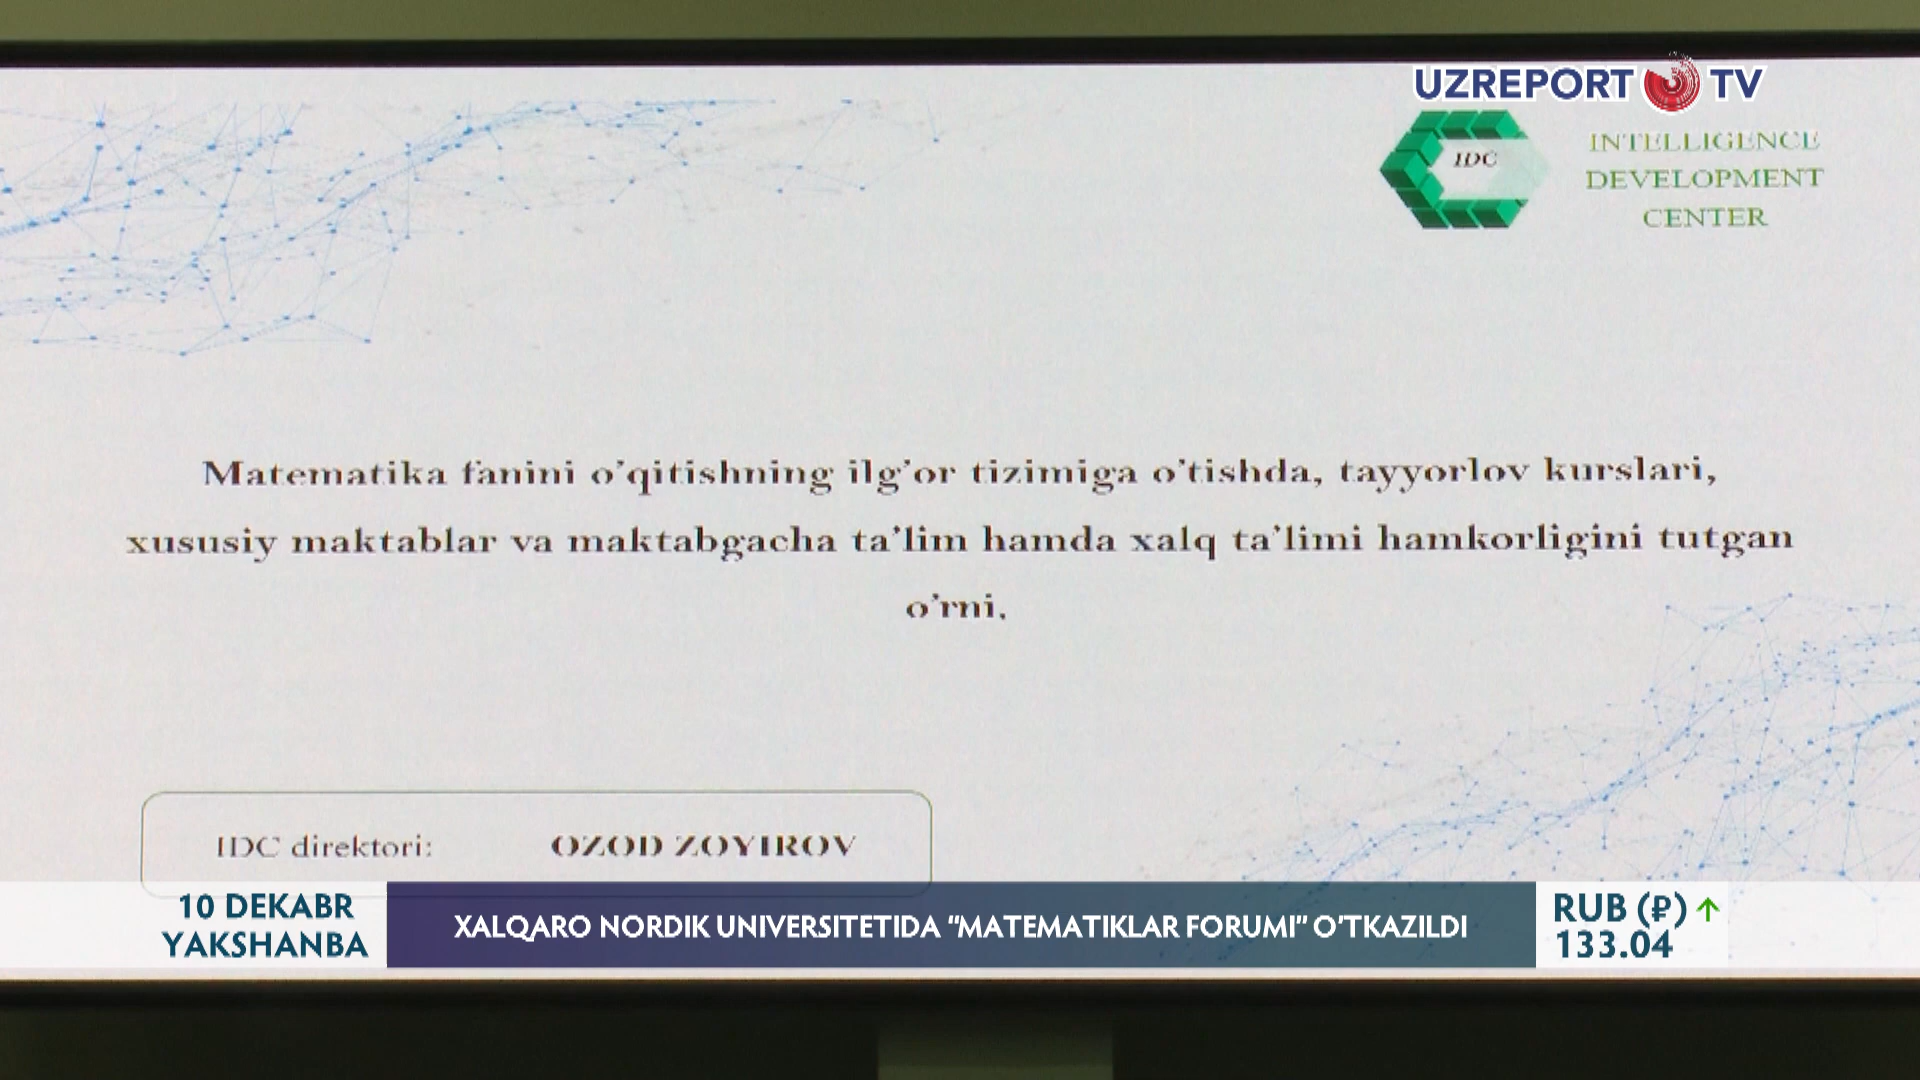 UZREPORT TV
IDC
INTELLIGENCE
DEVELOPMENT
CENTER
Matematika fanini o'qitishning ilg'or tizimiga o'tishda, tayyorlov kurslari,
xususiy maktablar va maktabgacha ta'lim hamda xalq ta'limi hamkorligini tutgan
o'rni.
IDC direktori: OZOD ZOYIROV
10 DEKABR
YAKSHANBA
XALQARO NORDIK UNIVERSITETIDA “MATEMATIKLAR FORUMI” O‘TKAZILDI
RUB (₽) ↑
133.04